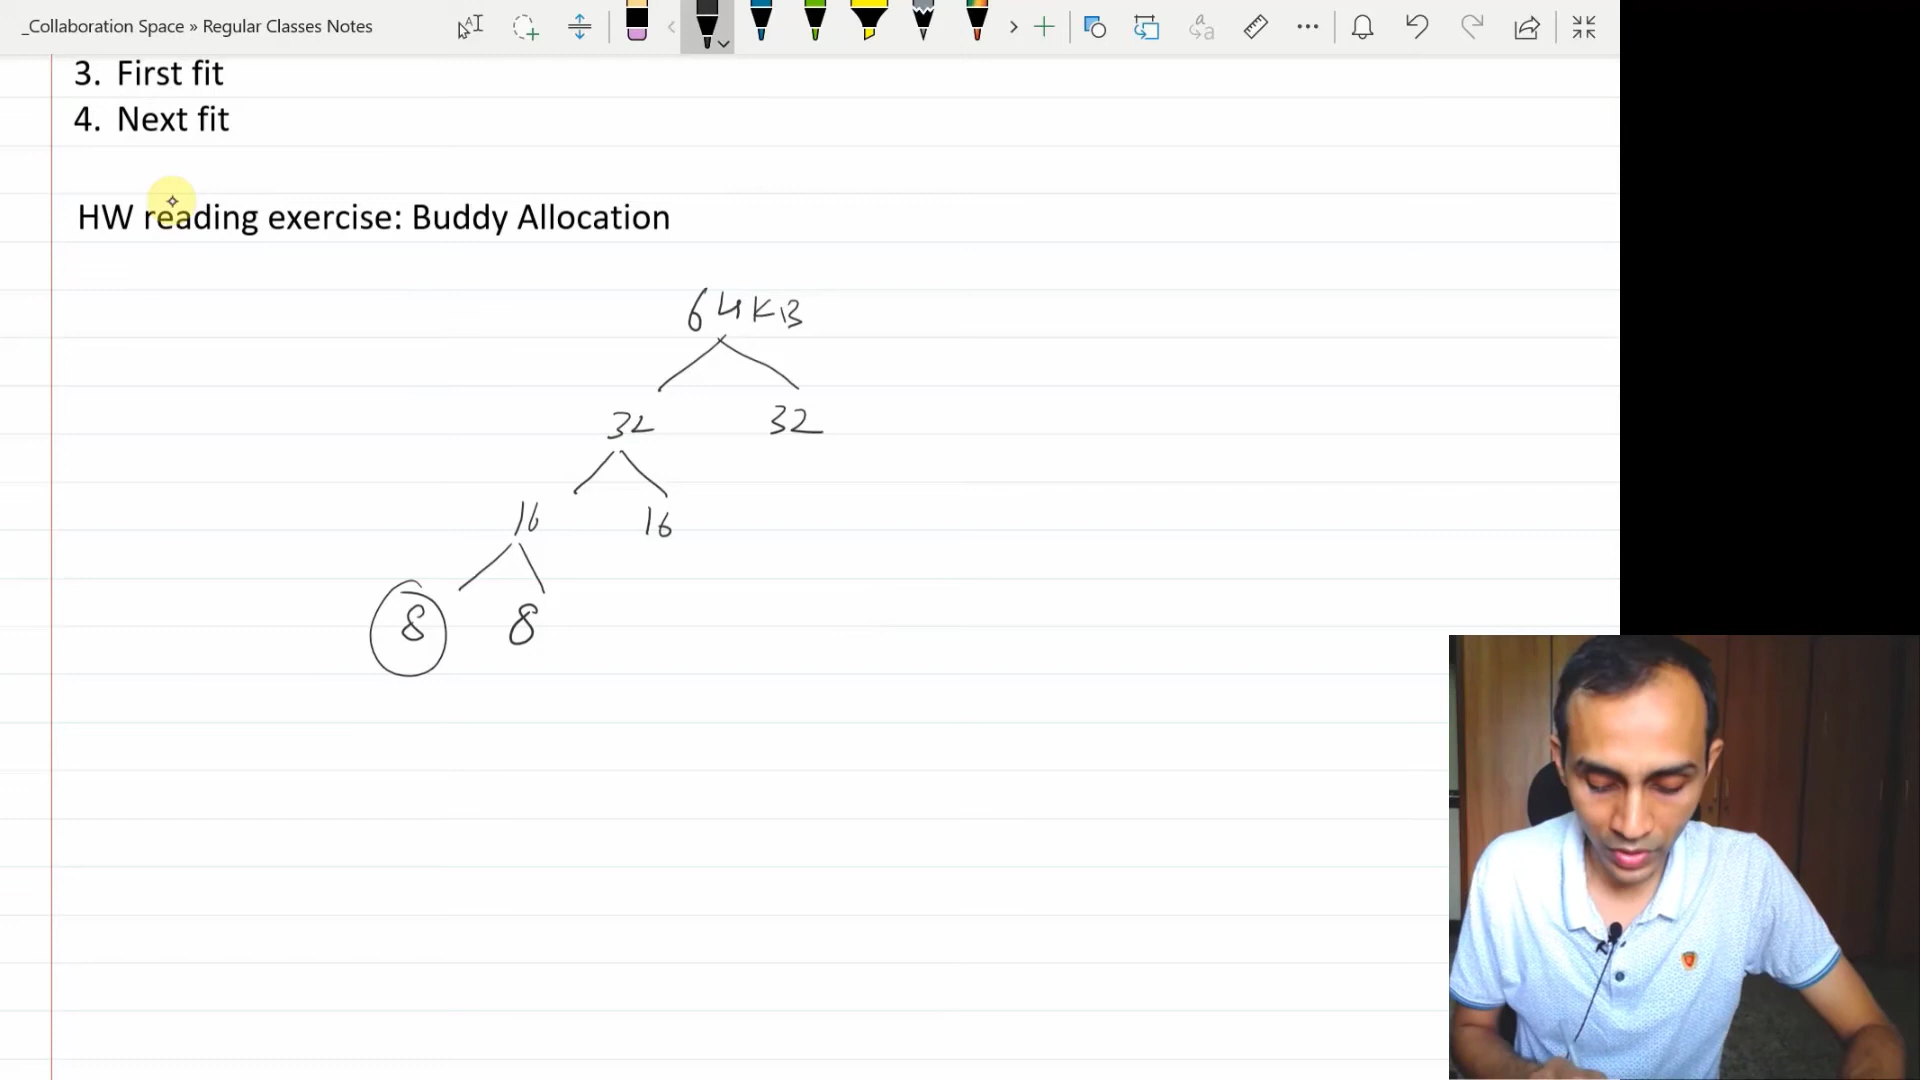 _Collaboration Space » Regular Classes Notes
3. First fit
4. Next fit
HW reading exercise: Buddy Allocation
64KB
32 32
16 16
8 8